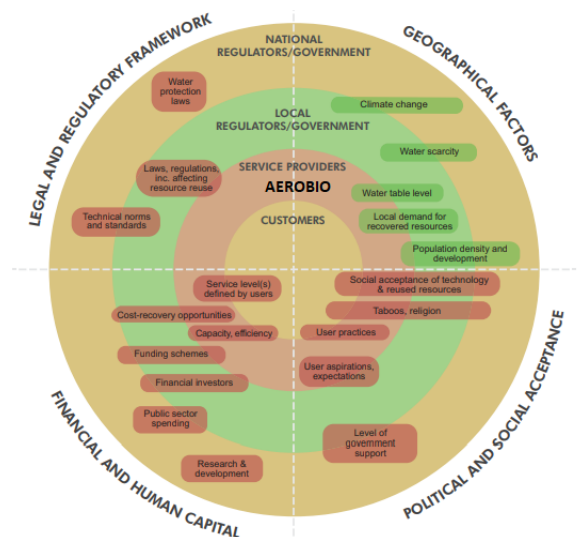 LEGAL AND REGULATORY FRAMEWORK
GEOGRAPHICAL FACTORS
NATIONAL
REGULATORS/GOVERNMENT
Water
protection
laws
Climate change
LOCAL
REGULATORS/GOVERNMENT
Water scarcity
Laws, regulations,
inc. affecting
resource reuse
SERVICE PROVIDERS
AEROBIO
Water table level
Technical norms
and standards
CUSTOMERS
Local demand for
recovered resources
Population density and
development
Service level(s)
defined by users
Social acceptance of technology
& reused resources
Cost-recovery opportunities
Taboos, religion
Capacity, efficiency
User practices
Funding schemes
User aspirations,
expectations
Financial investors
Public sector
spending
Level of
government
support
Research &
development
FINANCIAL AND HUMAN CAPITAL
POLITICAL AND SOCIAL ACCEPTANCE